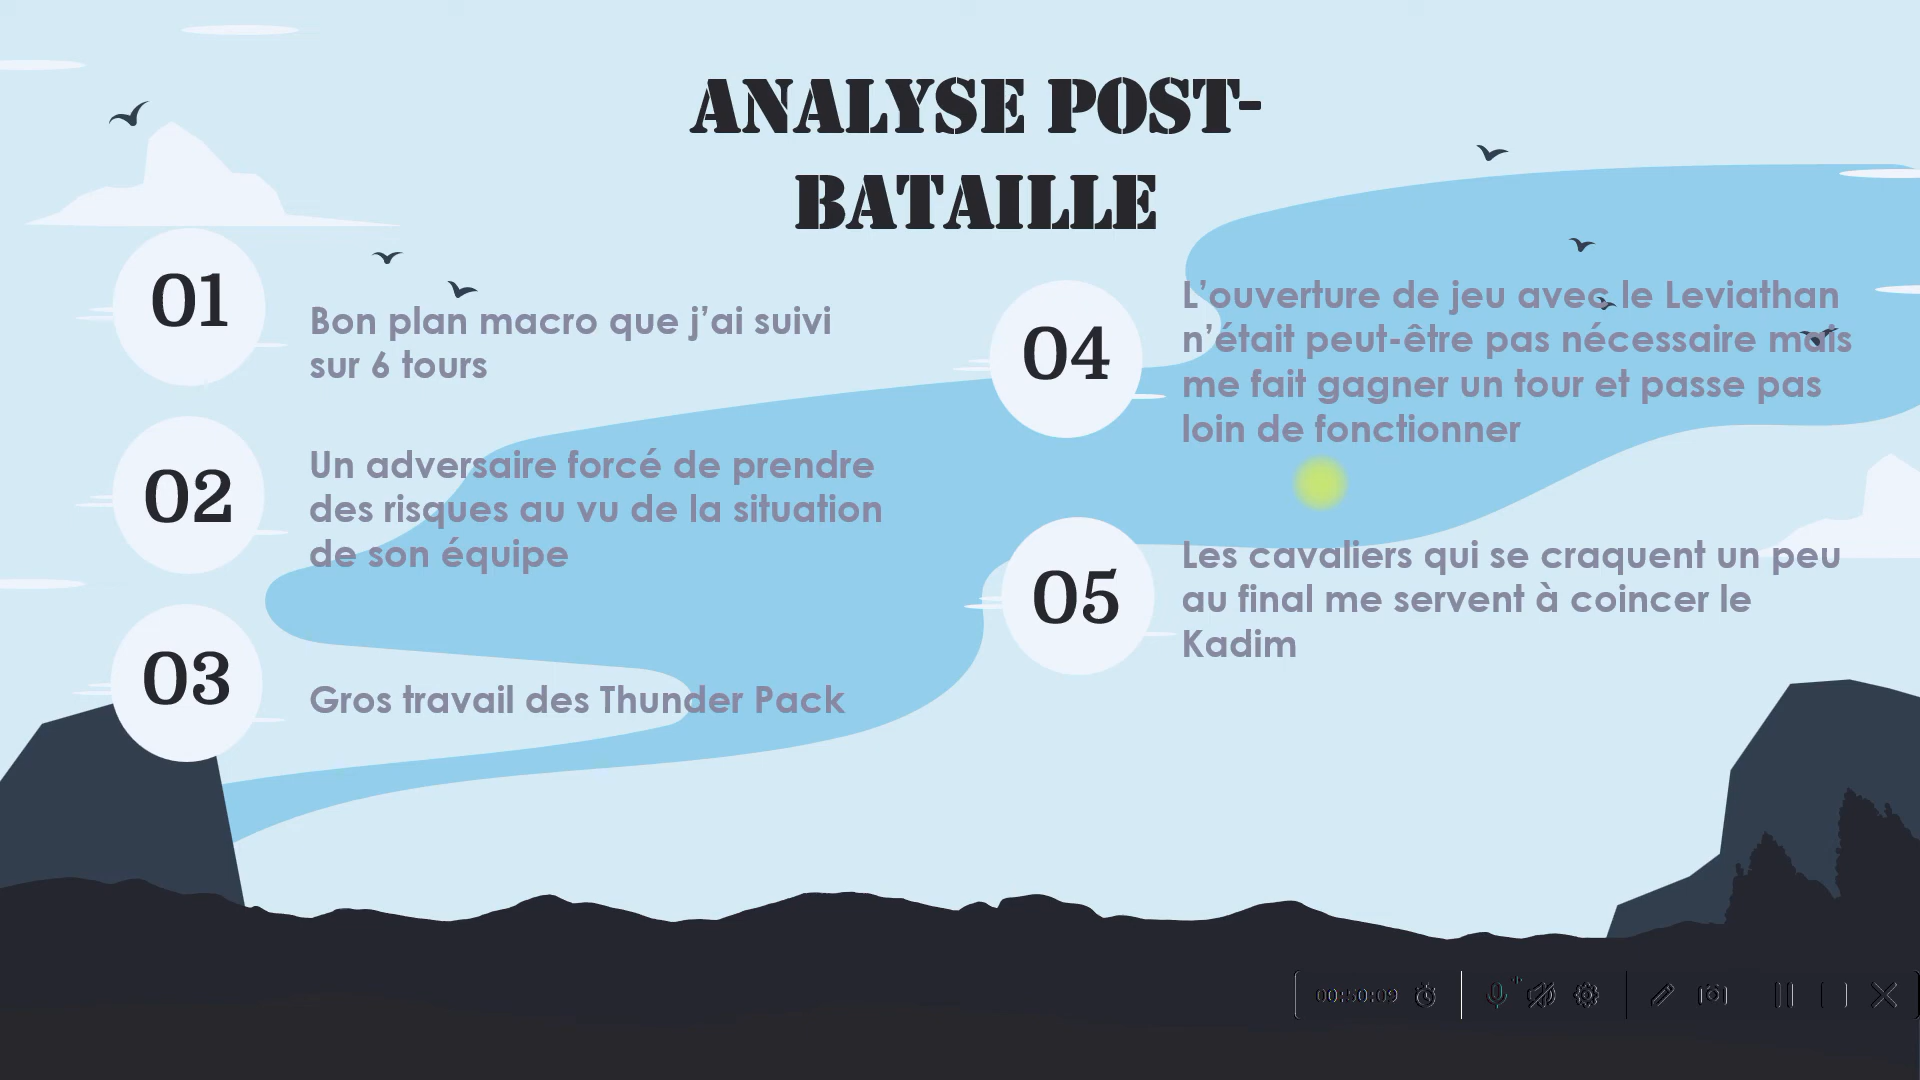 ANALYSE POST-
BATAILLE
01
Bon plan macro que j’ai suivi
sur 6 tours
02
Un adversaire forcé de prendre
des risques au vu de la situation
de son équipe
03
Gros travail des Thunder Pack
04
L’ouverture de jeu avec le Leviathan
n’était peut-être pas nécessaire mais
me fait gagner un tour et passe pas
loin de fonctionner
05
Les cavaliers qui se craquent un peu
au final me servent à coincer le
Kadim
00:50:09